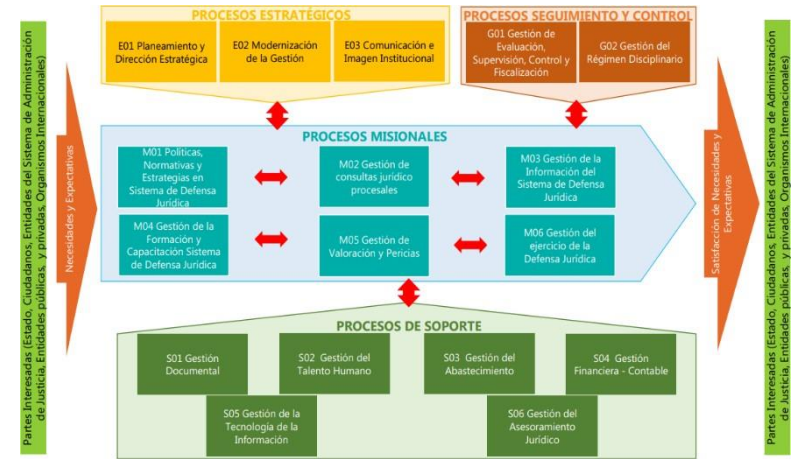 Partes Interesadas (Estado, Ciudadanos, Entidades del Sistema de Administración
de Justicia, Entidades públicas, y privadas, Organismos Internacionales)
Necesidades y Expectativas
PROCESOS ESTRATÉGICOS
E01 Planeamiento y
Dirección Estratégica
E02 Modernización
de la Gestión
E03 Comunicación e
Imagen Institucional
PROCESOS SEGUIMIENTO Y CONTROL
G01 Gestión de
Evaluación,
Supervisión, Control y
Fiscalización
G02 Gestión del
Régimen Disciplinario
PROCESOS MISIONALES
M01 Políticas,
Normativas y
Estrategias en
Sistema de Defensa
Jurídica
M02 Gestión de
consultas jurídico
procesales
M03 Gestión de la
Información del
Sistema de Defensa
Jurídica
M04 Gestión de la
Formación y
Capacitación Sistema
de Defensa Jurídica
M05 Gestión de
Valoración y Pericias
M06 Gestión del
ejercicio de la
Defensa Jurídica
PROCESOS DE SOPORTE
S01 Gestión
Documental
S02 Gestión del
Talento Humano
S03 Gestión del
Abastecimiento
S04 Gestión
Financiera - Contable
S05 Gestión de la
Tecnología de la
Información
S06 Gestión del
Asesoramiento
Jurídico
Satisfacción de Necesidades y
Expectativas
Partes Interesadas (Estado, Ciudadanos, Entidades del Sistema de Administración
de Justicia, Entidades públicas, y privadas, Organismos Internacionales)